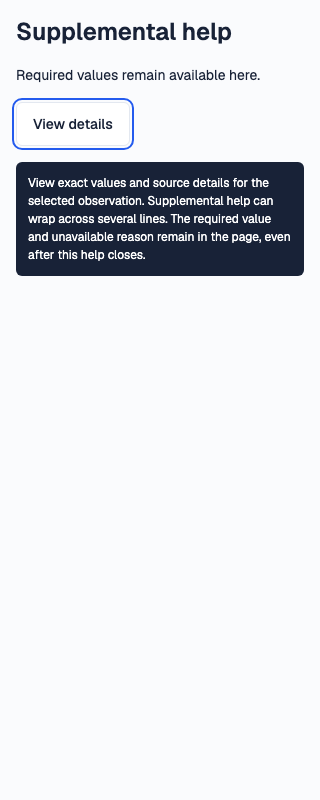 Supplemental help
Required values remain available here.
View details
View exact values and source details for the
selected observation. Supplemental help can
wrap across several lines. The required value
and unavailable reason remain in the page, even
after this help closes.